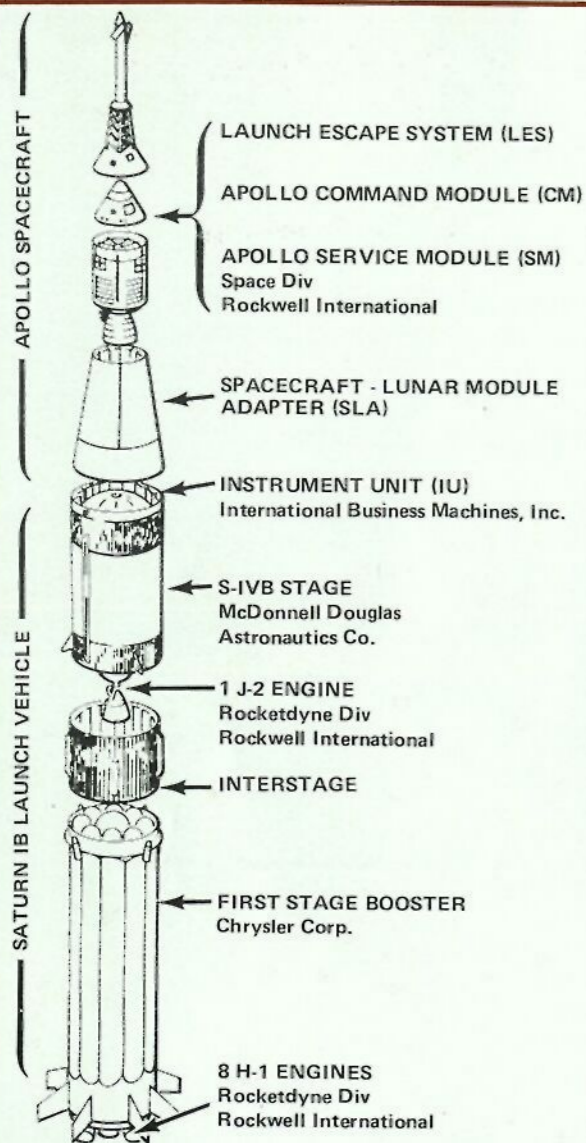 APOLLO SPACECRAFT
LAUNCH ESCAPE SYSTEM (LES)
APOLLO COMMAND MODULE (CM)
APOLLO SERVICE MODULE (SM)
Space Div
Rockwell International
SPACECRAFT - LUNAR MODULE
ADAPTER (SLA)
SATURN IB LAUNCH VEHICLE
INSTRUMENT UNIT (IU)
International Business Machines, Inc.
S-IVB STAGE
McDonnell Douglas
Astronautics Co.
1 J-2 ENGINE
Rocketdyne Div
Rockwell International
INTERSTAGE
FIRST STAGE BOOSTER
Chrysler Corp.
8 H-1 ENGINES
Rocketdyne Div
Rockwell International